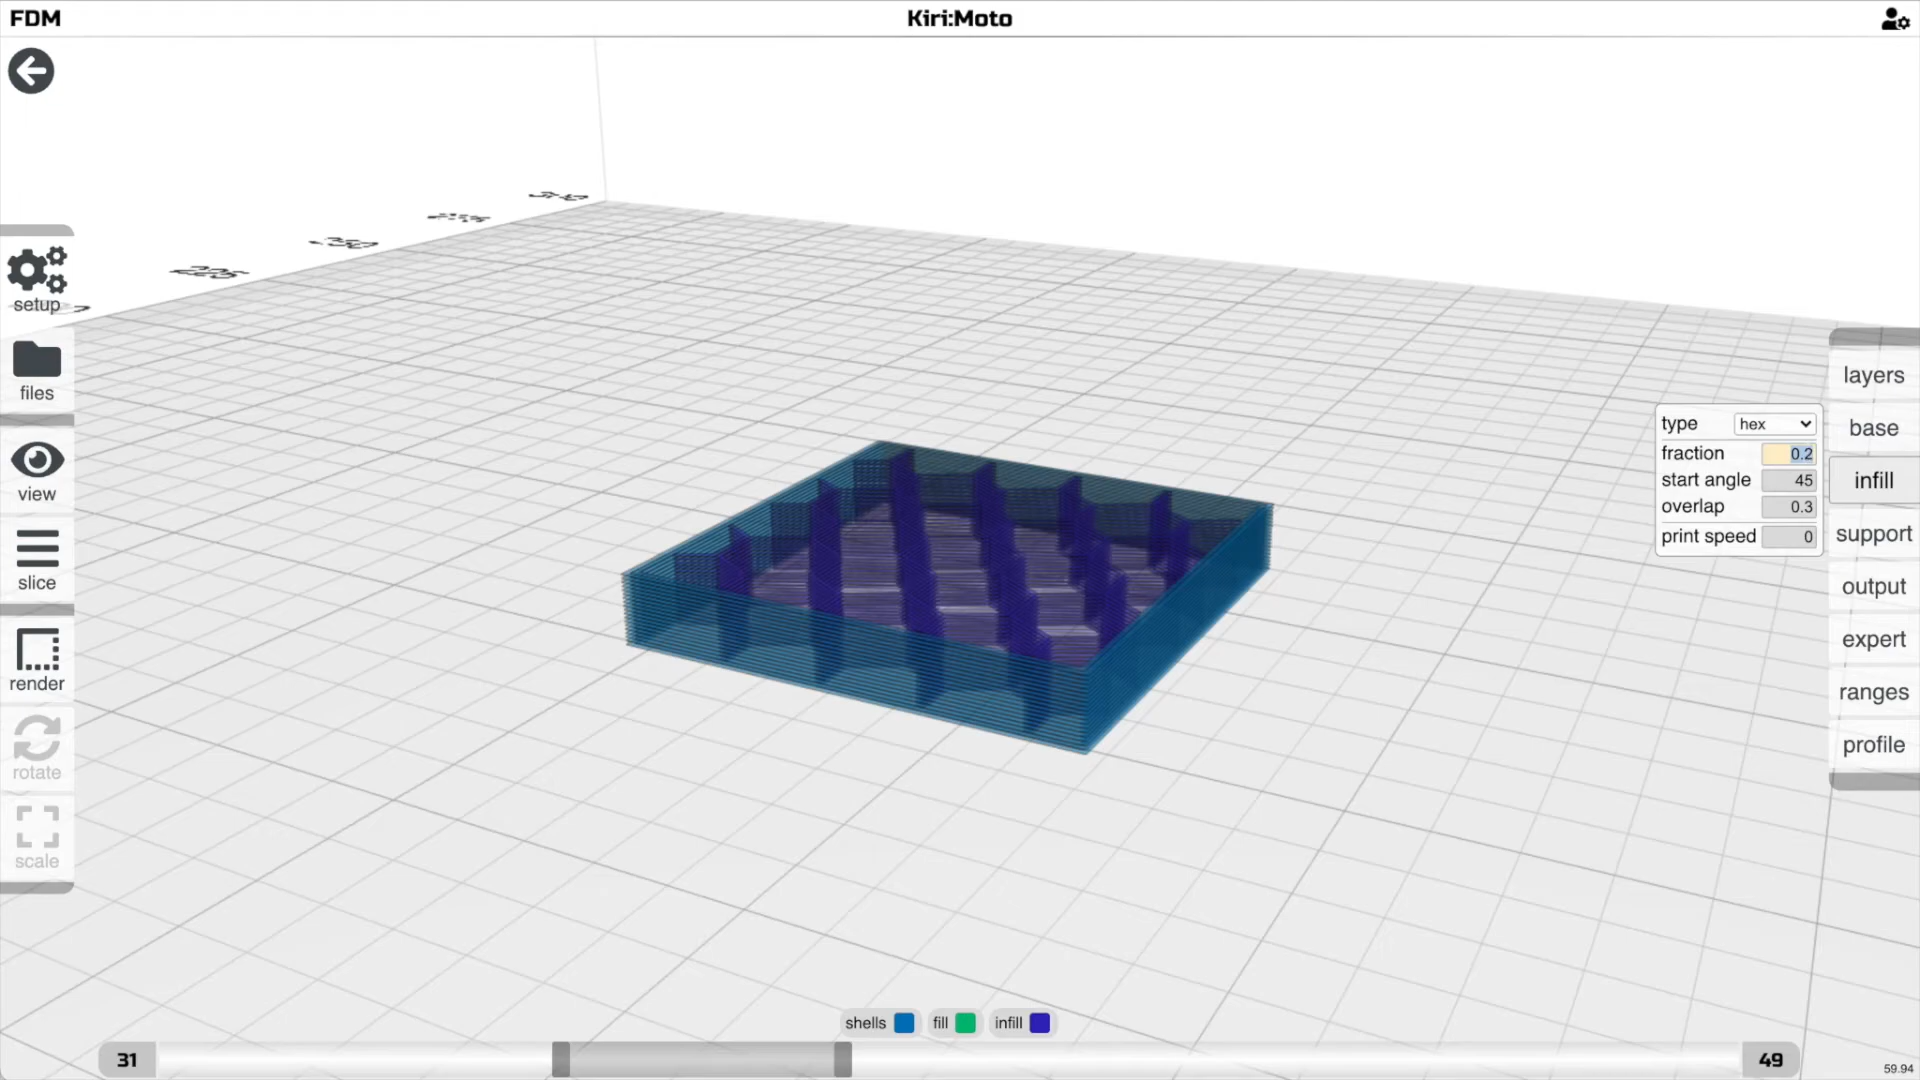 FDM
Kiri:Moto
225
250
setup
files
view
slice
render
rotate
scale
type hex
fraction 0.2
start angle 45
overlap 0.3
print speed 0
layers
base
infill
support
output
expert
ranges
profile
shells
fill
infill
31
49
59.94